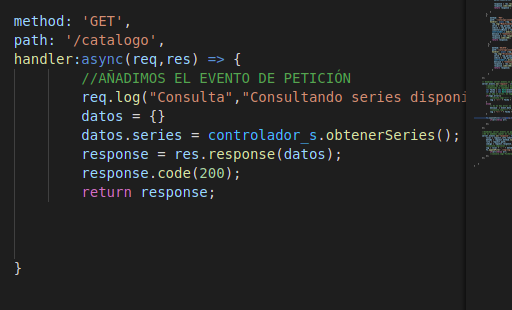 method: 'GET',
path: '/catalogo',
handler:async(req,res) => {
//AÑADIMOS EL EVENTO DE PETICIÓN
req.log("Consulta","Consultando series disponi
datos = {}
datos.series = controlador_s.obtenerSeries();
response = res.response(datos);
response.code(200);
return response;
}